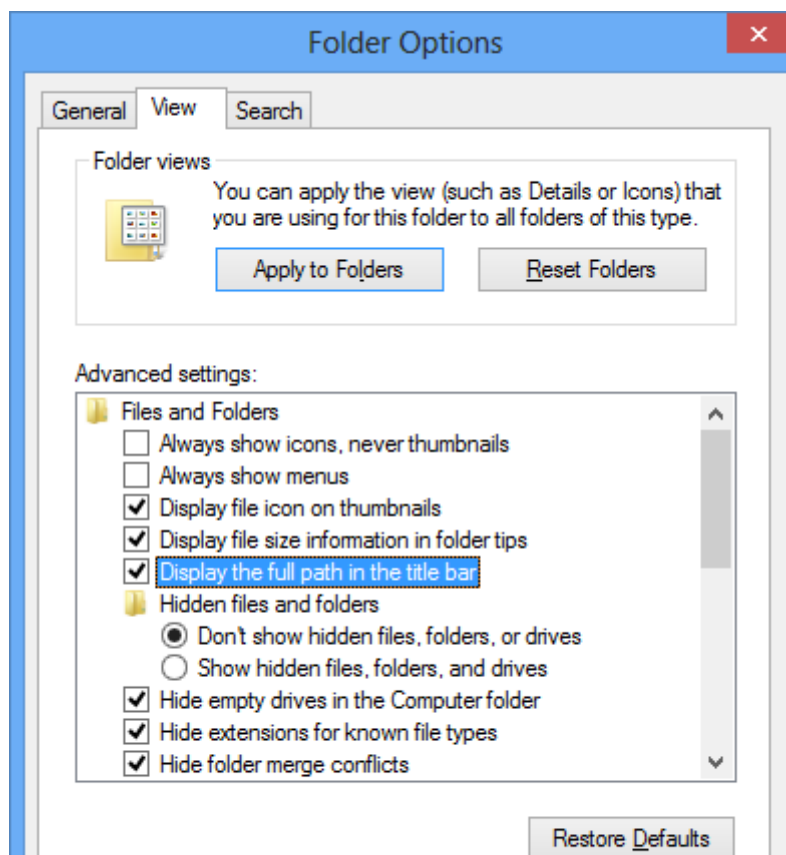 Folder Options
General View Search
Folder views
You can apply the view (such as Details or Icons) that
you are using for this folder to all folders of this type.
Apply to Folders Reset Folders
Advanced settings:
Files and Folders
Always show icons, never thumbnails
Always show menus
Display file icon on thumbnails
Display file size information in folder tips
Display the full path in the title bar
Hidden files and folders
Don't show hidden files, folders, or drives
Show hidden files, folders, and drives
Hide empty drives in the Computer folder
Hide extensions for known file types
Hide folder merge conflicts
Restore Defaults